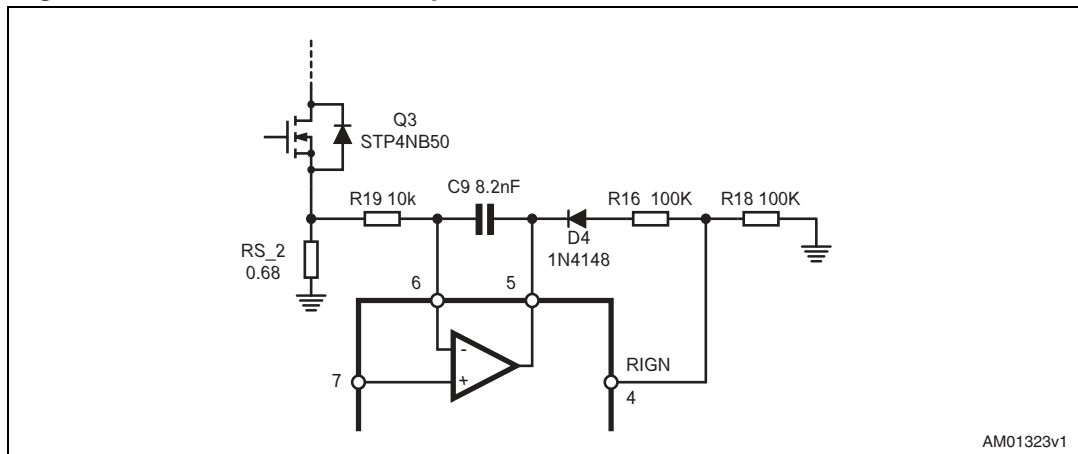 Q3
STP4NB50
R19 10k
C9 8.2nF
R16 100K
R18 100K
D4
1N4148
RS_2
0.68
6
5
-
+
7
RIGN
4
AM01323v1